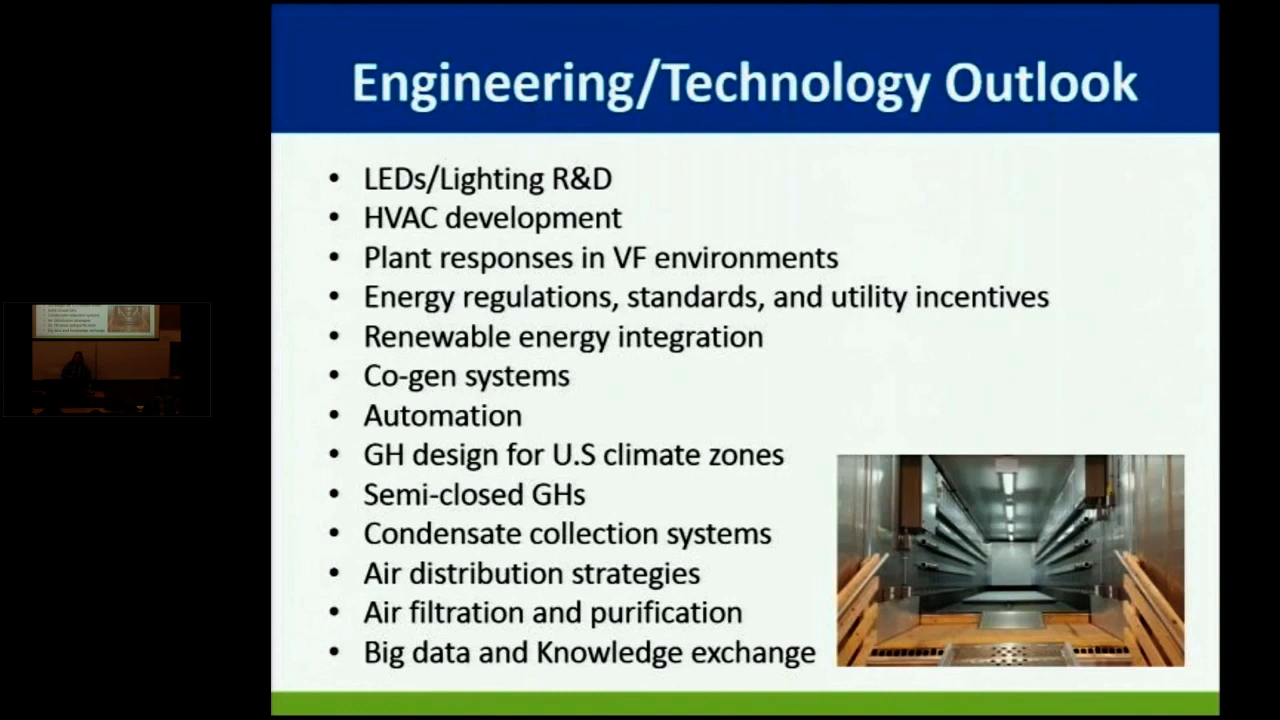 Engineering/Technology Outlook
• LEDs/Lighting R&D
• HVAC development
• Plant responses in VF environments
• Energy regulations, standards, and utility incentives
• Renewable energy integration
• Co-gen systems
• Automation
• GH design for U.S climate zones
• Semi-closed GHs
• Condensate collection systems
• Air distribution strategies
• Air filtration and purification
• Big data and Knowledge exchange